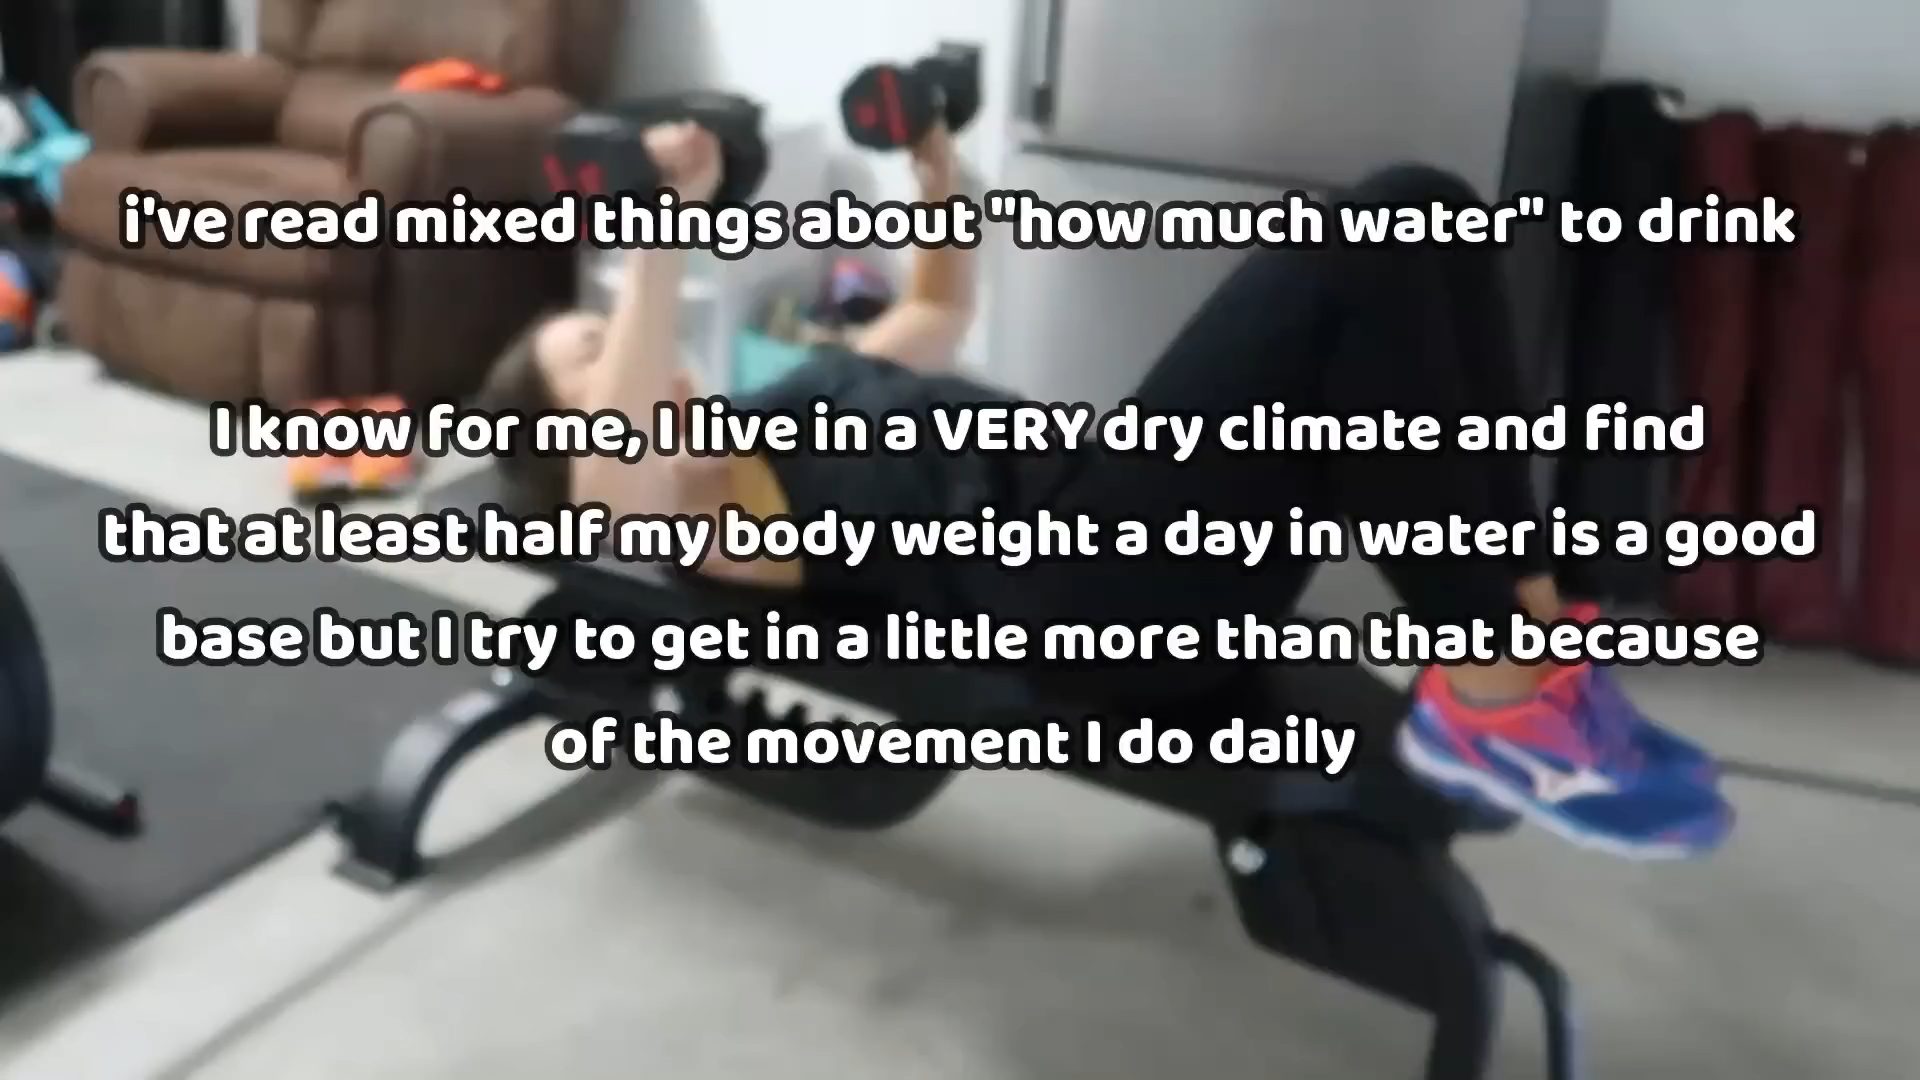 i've read mixed things about "how much water" to drink
I know for me, I live in a VERY dry climate and find
that at least half my body weight a day in water is a good
base but I try to get in a little more than that because
of the movement I do daily